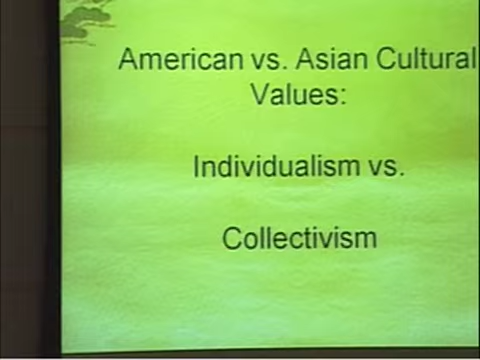 American vs. Asian Cultural
Values:
Individualism vs.
Collectivism